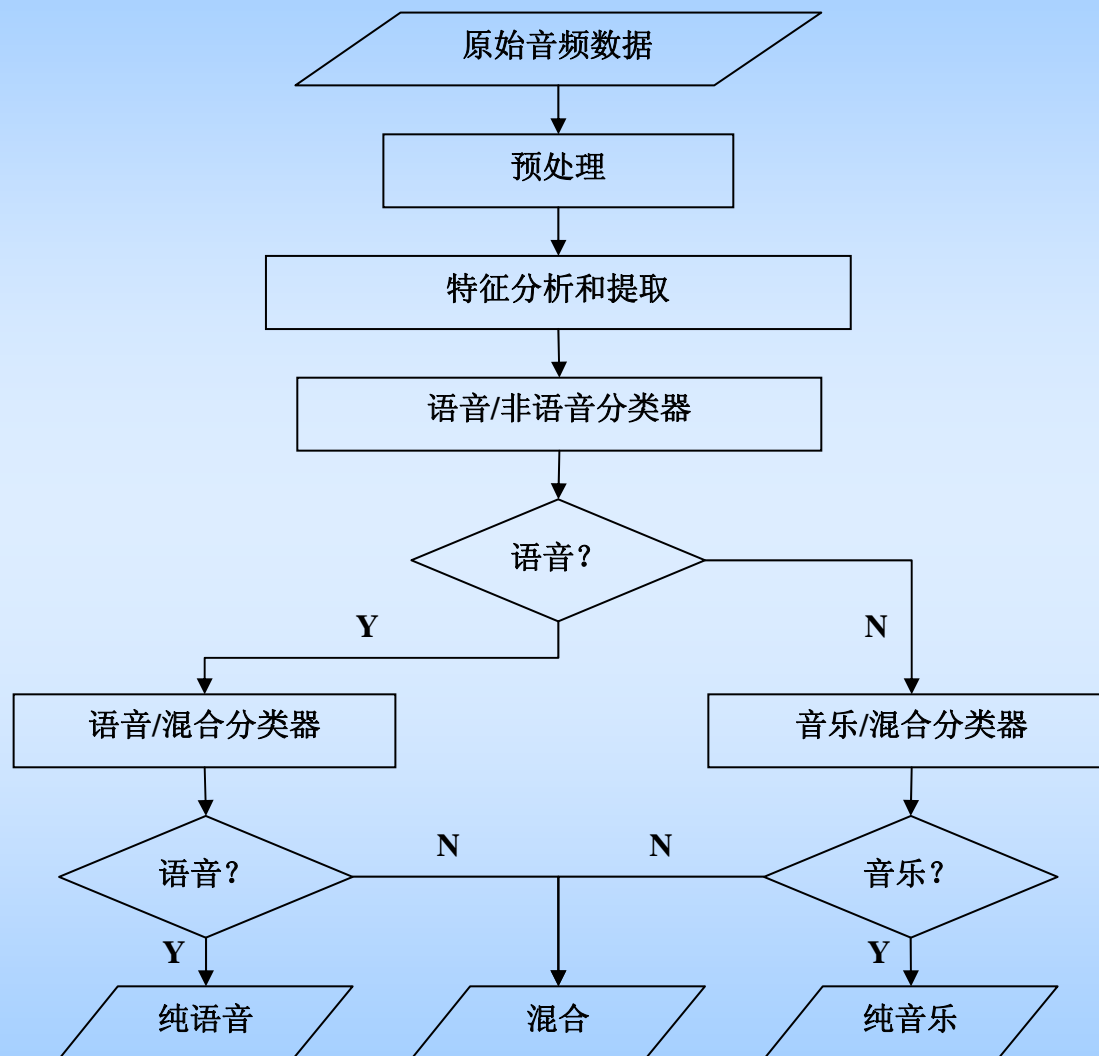 原始音频数据
预处理
特征分析和提取
语音/非语音分类器
语音？
Y
N
语音/混合分类器
音乐/混合分类器
语音？
N
N
音乐？
Y
Y
纯语音
混合
纯音乐